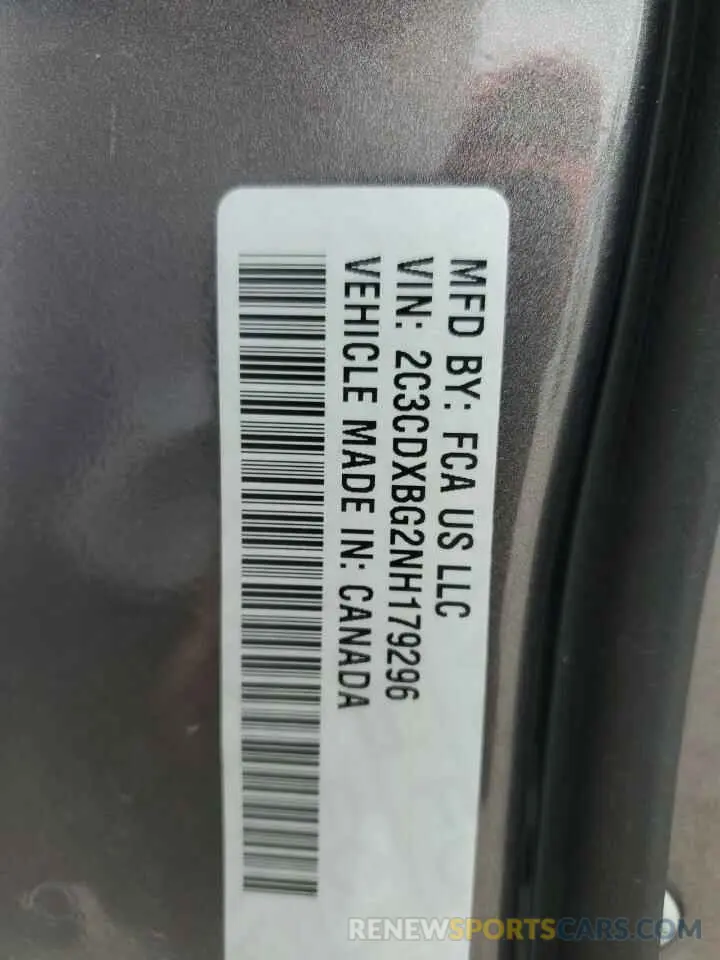 MFD BY: FCA US LLC
VIN: 2C3CDXBG2NH179296
VEHICLE MADE IN: CANADA
RENEWSPORTSCARS.COM